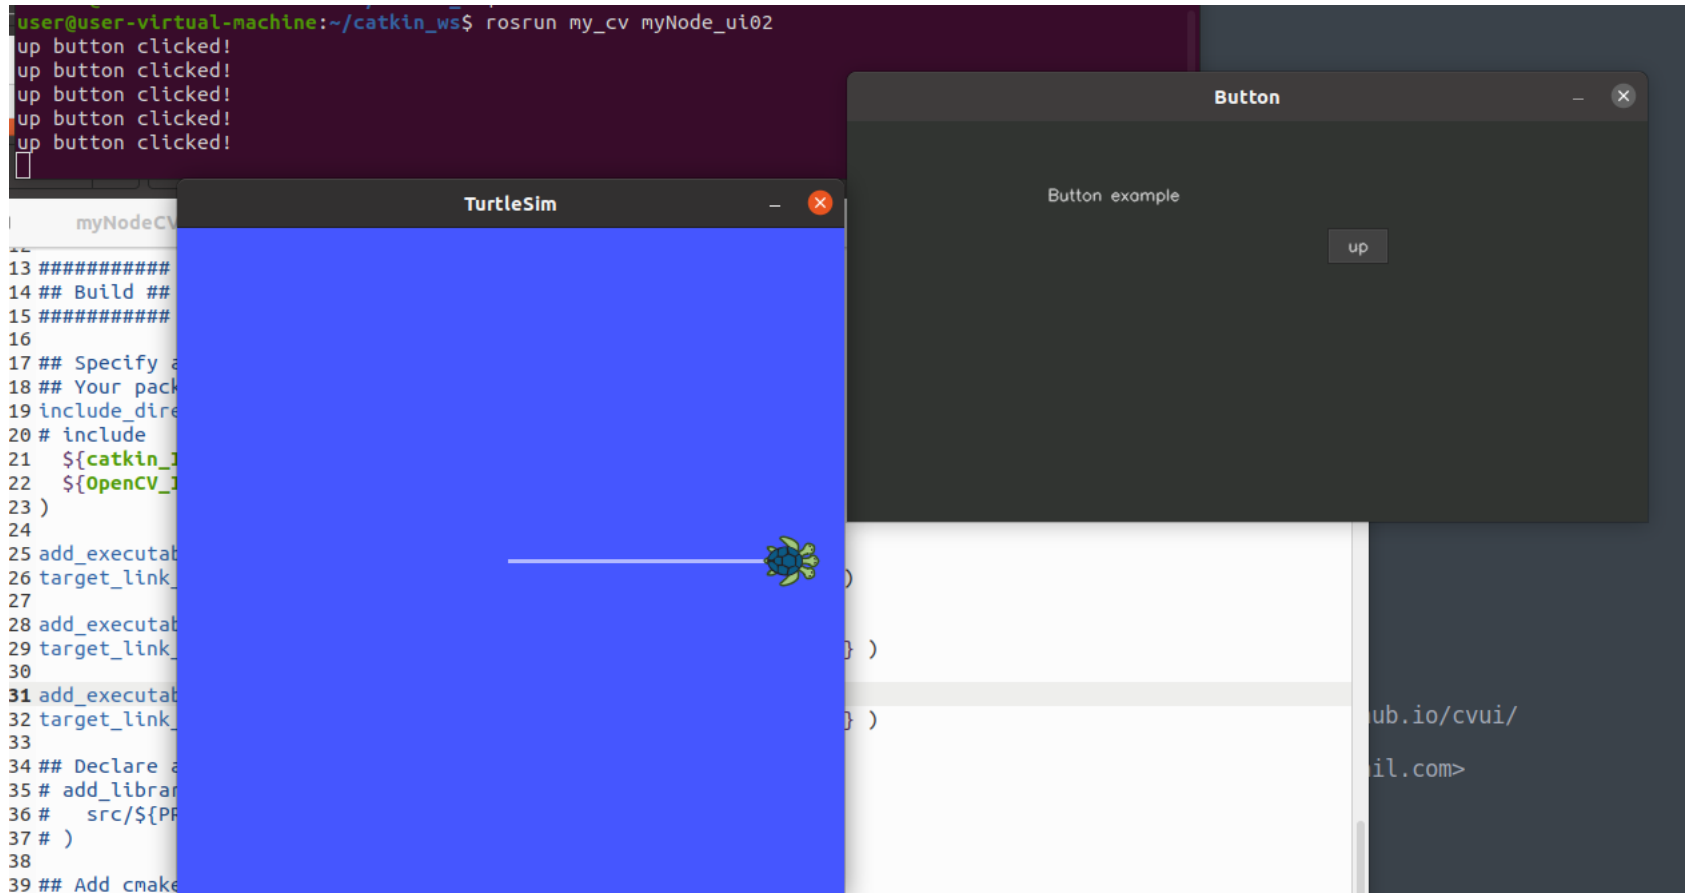 user@user-virtual-machine:~/catkin_ws$ rosrun my_cv myNode_ui02
up button clicked!
up button clicked!
up button clicked!
up button clicked!
up button clicked!
Button
Button example
up
TurtleSim
myNodeCV
12
13 ###########
14 ## Build ##
15 ###########
16
17 ## Specify a
18 ## Your pack
19 include_dire
20 # include
21   ${catkin_I
22   ${OpenCV_I
23 )
24
25 add_executab
26 target_link_ )
27
28 add_executab
29 target_link_ } )
30
31 add_executab
32 target_link_ } )
33
34 ## Declare a
35 # add_librar
36 #   src/${PR
37 # )
38
39 ## Add cmake
ub.io/cvui/
il.com>